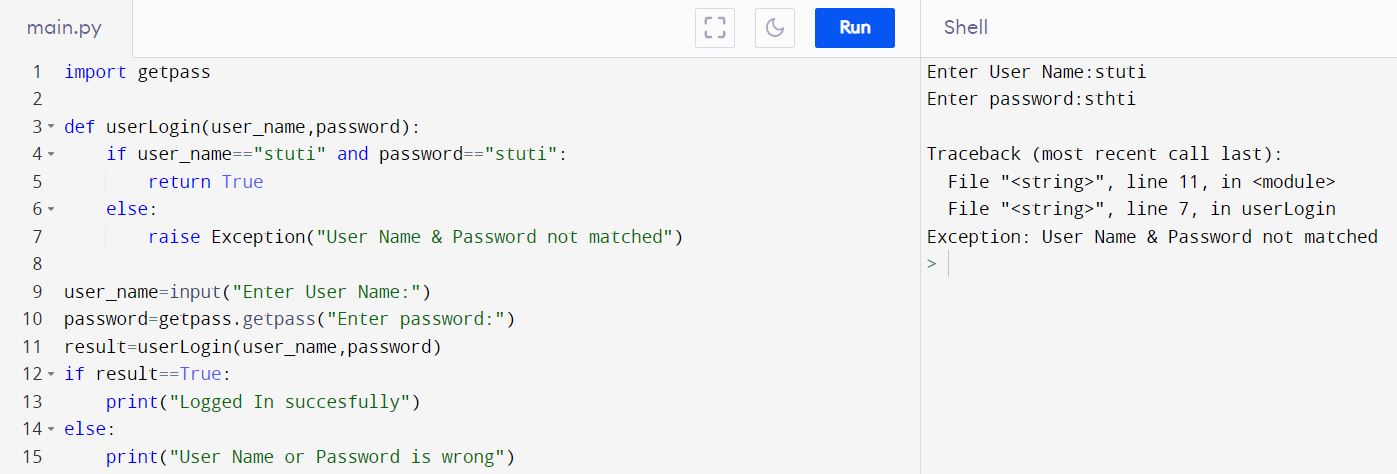 main.py
Run
Shell
1 import getpass
2
3 def userLogin(user_name,password):
4     if user_name=="stuti" and password=="stuti":
5         return True
6     else:
7         raise Exception("User Name & Password not matched")
8
9 user_name=input("Enter User Name:")
10 password=getpass.getpass("Enter password:")
11 result=userLogin(user_name,password)
12 if result==True:
13     print("Logged In succesfully")
14 else:
15     print("User Name or Password is wrong")
Enter User Name:stuti
Enter password:sthti
Traceback (most recent call last):
  File "<string>", line 11, in <module>
  File "<string>", line 7, in userLogin
Exception: User Name & Password not matched
>